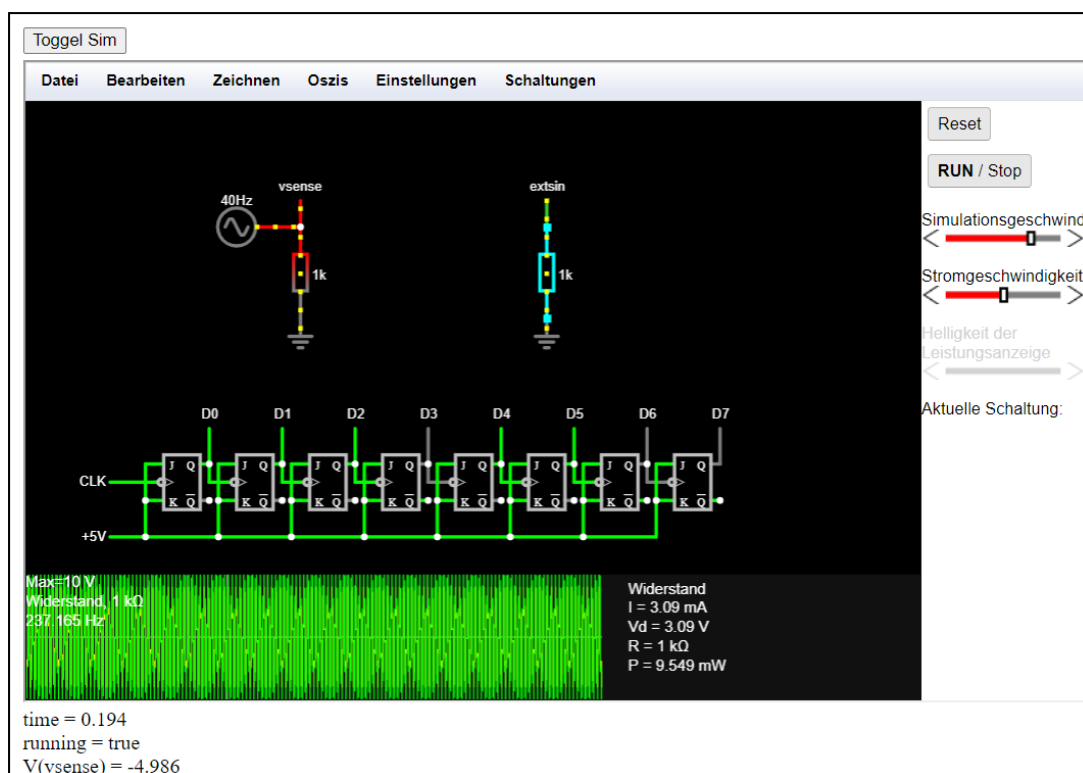 Toggel Sim
Datei Bearbeiten Zeichnen Oszis Einstellungen Schaltungen
Reset
RUN / Stop
Simulationsgeschwind
Stromgeschwindigkeit
Helligkeit der
Leistungsanzeige
Aktuelle Schaltung:
vsense
40Hz
1k
extsin
1k
D0 D1 D2 D3 D4 D5 D6 D7
J Q J Q J Q J Q J Q J Q J Q J Q
CLK
K Q K Q K Q K Q K Q K Q K Q K Q
+5V
Max=10 V
Widerstand, 1 kΩ
237.165 Hz
Widerstand
I = 3.09 mA
Vd = 3.09 V
R = 1 kΩ
P = 9.549 mW
time = 0.194
running = true
V(vsense) = -4.986